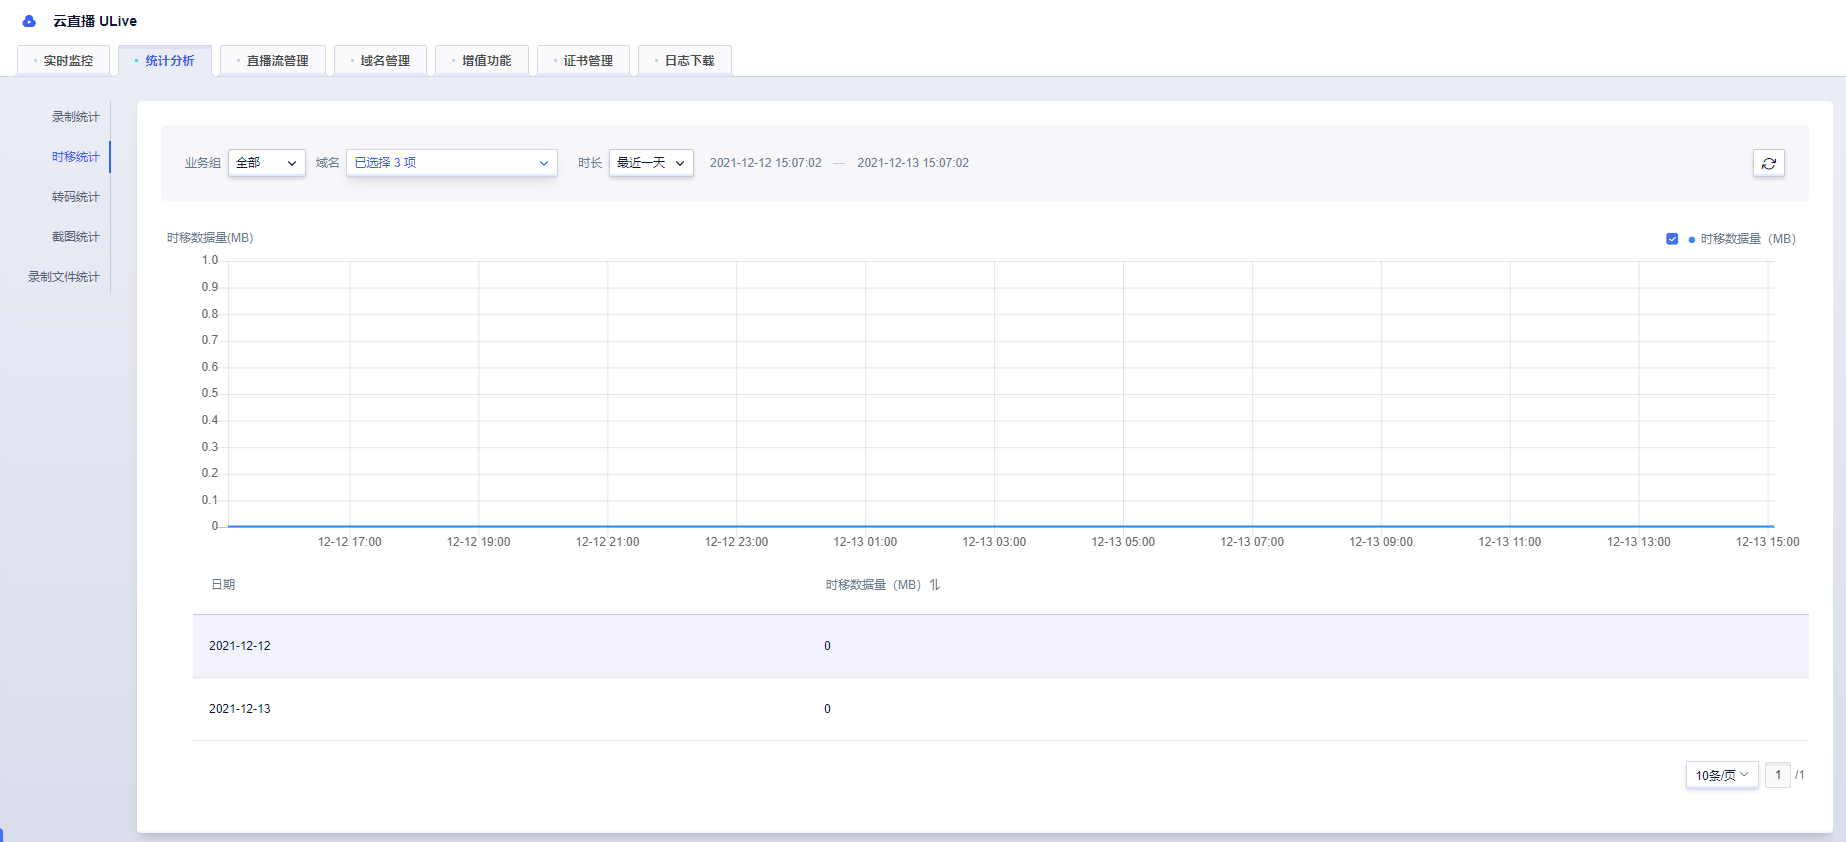 云直播 ULive
实时监控 统计分析 直播流管理 域名管理 增值功能 证书管理 日志下载
录制统计
时移统计
转码统计
截图统计
录制文件统计
业务组 全部 域名 已选择 3 项 时长 最近一天 2021-12-12 15:07:02 — 2021-12-13 15:07:02
时移数据量(MB)
时移数据量（MB）
1.0
0.9
0.8
0.7
0.6
0.5
0.4
0.3
0.2
0.1
0
12-12 17:00 12-12 19:00 12-12 21:00 12-12 23:00 12-13 01:00 12-13 03:00 12-13 05:00 12-13 07:00 12-13 09:00 12-13 11:00 12-13 13:00 12-13 15:00
日期 时移数据量（MB）
2021-12-12 0
2021-12-13 0
10条/页 1 /1